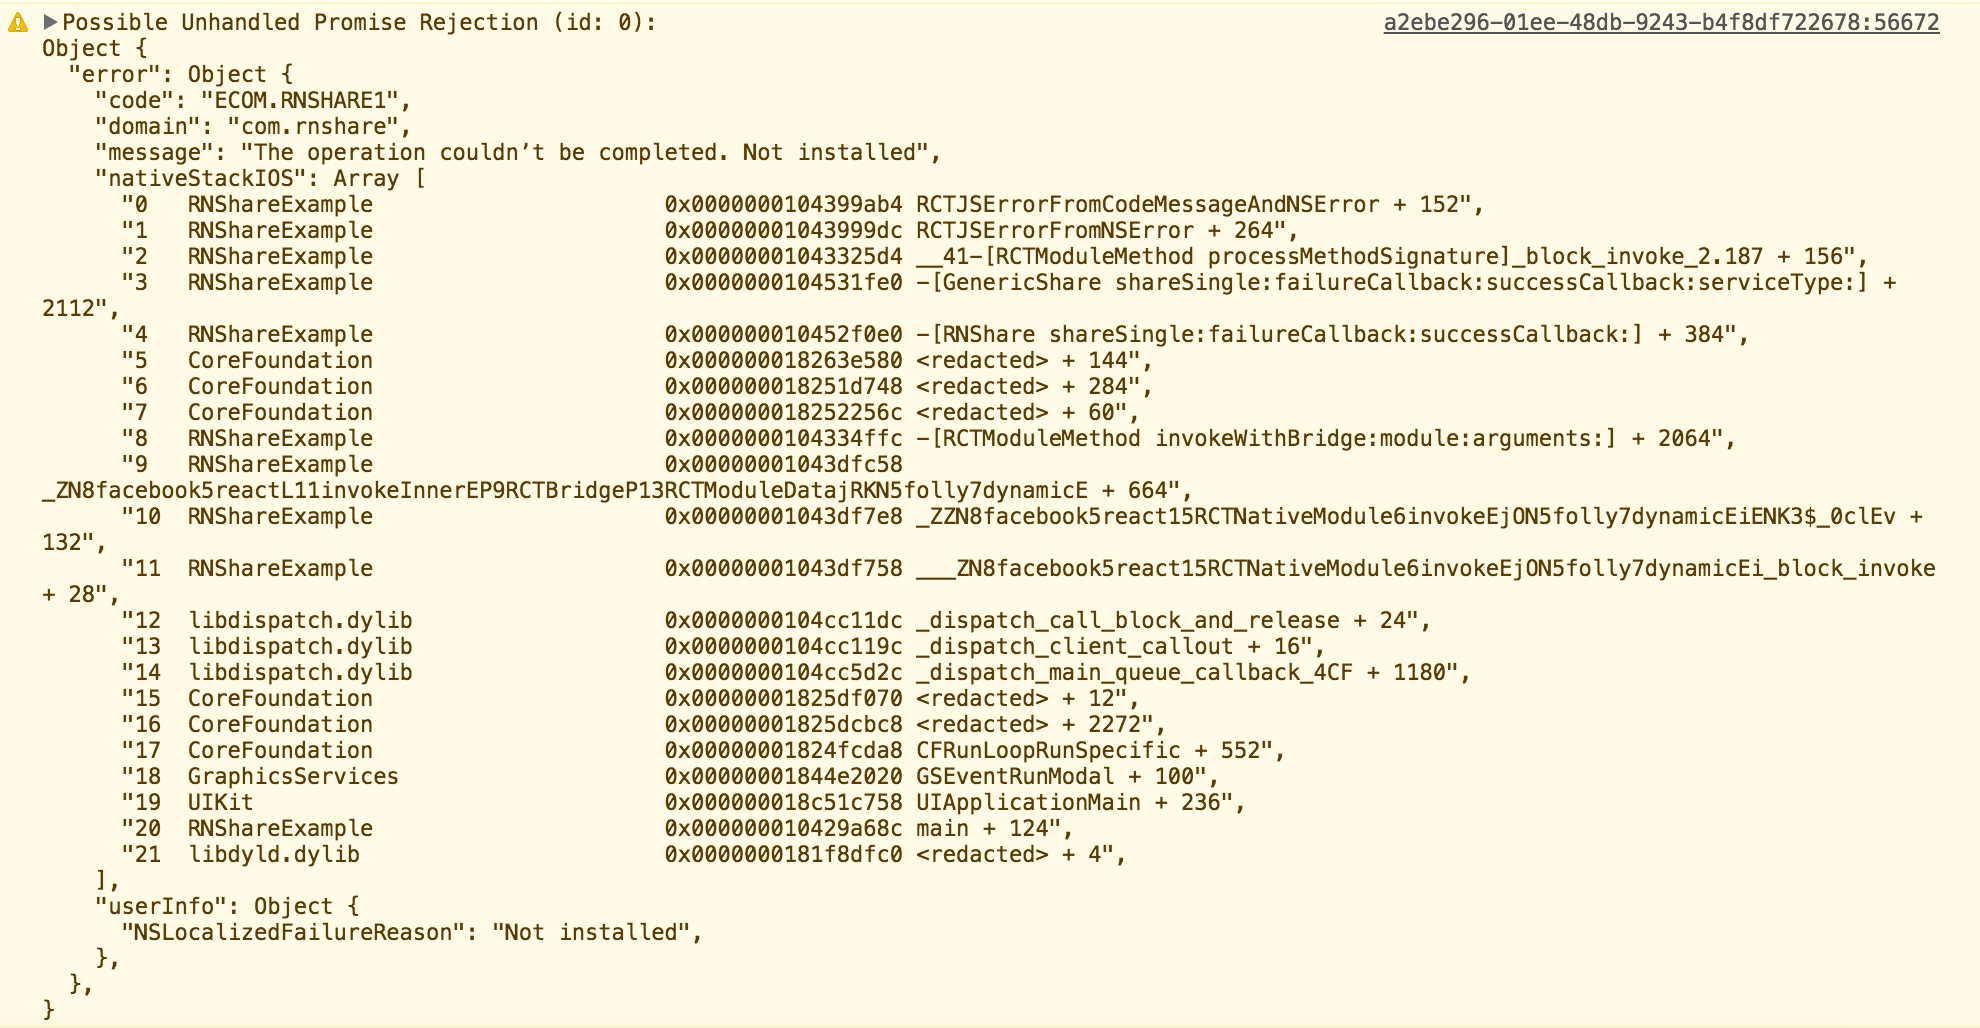 ▶Possible Unhandled Promise Rejection (id: 0): a2ebe296-01ee-48db-9243-b4f8df722678:56672
Object {
  "error": Object {
    "code": "ECOM.RNSHARE1",
    "domain": "com.rnshare",
    "message": "The operation couldn’t be completed. Not installed",
    "nativeStackIOS": Array [
      "0   RNShareExample                      0x0000000104399ab4 RCTJSErrorFromCodeMessageAndNSError + 152",
      "1   RNShareExample                      0x00000001043999dc RCTJSErrorFromNSError + 264",
      "2   RNShareExample                      0x00000001043325d4 __41-[RCTModuleMethod processMethodSignature]_block_invoke_2.187 + 156",
      "3   RNShareExample                      0x0000000104531fe0 -[GenericShare shareSingle:failureCallback:successCallback:serviceType:] +
2112",
      "4   RNShareExample                      0x000000010452f0e0 -[RNShare shareSingle:failureCallback:successCallback:] + 384",
      "5   CoreFoundation                      0x000000018263e580 <redacted> + 144",
      "6   CoreFoundation                      0x000000018251d748 <redacted> + 284",
      "7   CoreFoundation                      0x000000018252256c <redacted> + 60",
      "8   RNShareExample                      0x0000000104334ffc -[RCTModuleMethod invokeWithBridge:module:arguments:] + 2064",
      "9   RNShareExample                      0x00000001043dfc58
_ZN8facebook5reactL11invokeInnerEP9RCTBridgeP13RCTModuleDatajRKN5folly7dynamicE + 664",
      "10  RNShareExample                      0x00000001043df7e8 _ZZN8facebook5react15RCTNativeModule6invokeEjON5folly7dynamicEiENK3$_0clEv +
132",
      "11  RNShareExample                      0x00000001043df758 ___ZN8facebook5react15RCTNativeModule6invokeEjON5folly7dynamicEi_block_invoke
+ 28",
      "12  libdispatch.dylib                   0x0000000104cc11dc _dispatch_call_block_and_release + 24",
      "13  libdispatch.dylib                   0x0000000104cc119c _dispatch_client_callout + 16",
      "14  libdispatch.dylib                   0x0000000104cc5d2c _dispatch_main_queue_callback_4CF + 1180",
      "15  CoreFoundation                      0x00000001825df070 <redacted> + 12",
      "16  CoreFoundation                      0x00000001825dcbc8 <redacted> + 2272",
      "17  CoreFoundation                      0x00000001824fcda8 CFRunLoopRunSpecific + 552",
      "18  GraphicsServices                    0x00000001844e2020 GSEventRunModal + 100",
      "19  UIKit                               0x000000018c51c758 UIApplicationMain + 236",
      "20  RNShareExample                      0x000000010429a68c main + 124",
      "21  libdyld.dylib                       0x0000000181f8dfc0 <redacted> + 4",
    ],
    "userInfo": Object {
      "NSLocalizedFailureReason": "Not installed",
    },
  },
}